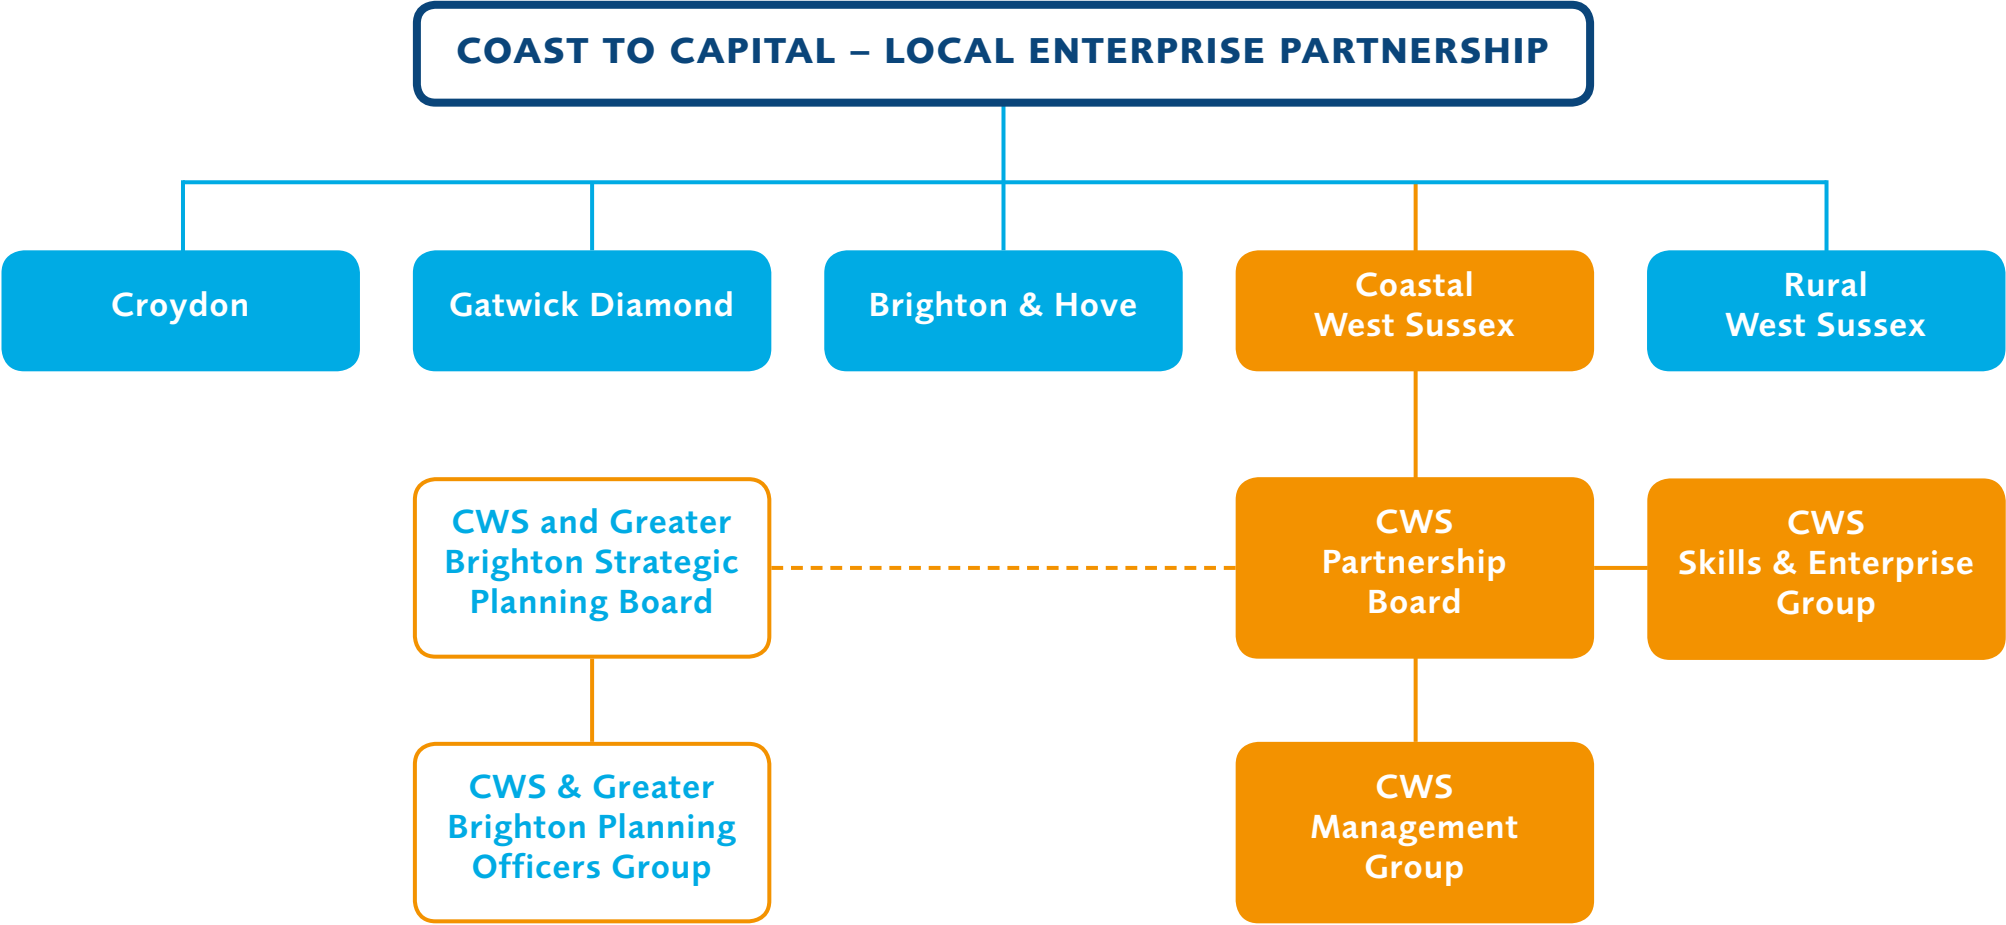 COAST TO CAPITAL – LOCAL ENTERPRISE PARTNERSHIP
Croydon
Gatwick Diamond
Brighton & Hove
Coastal
West Sussex
Rural
West Sussex
CWS and Greater
Brighton Strategic
Planning Board
CWS
Partnership
Board
CWS
Skills & Enterprise
Group
CWS & Greater
Brighton Planning
Officers Group
CWS
Management
Group